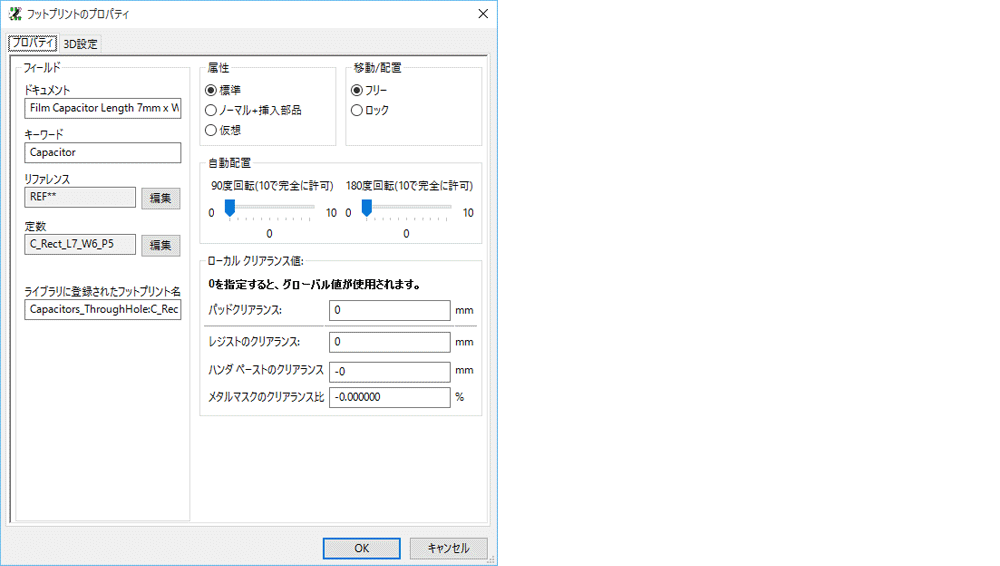 フットプリントのプロパティ
プロパティ 3D設定
フィールド
ドキュメント
Film Capacitor Length 7mm x W
キーワード
Capacitor
リファレンス
REF**
編集
定数
C_Rect_L7_W6_P5
編集
ライブラリに登録されたフットプリント名
Capacitors_ThroughHole:C_Rec
属性
標準
ノーマル+挿入部品
仮想
移動/配置
フリー
ロック
自動配置
90度回転(10で完全に許可) 180度回転(10で完全に許可)
0 10 0 10
0 0
ローカル クリアランス値:
0を指定すると、グローバル値が使用されます。
パッドクリアランス: 0 mm
レジストのクリアランス: 0 mm
ハンダ ペーストのクリアランス -0 mm
メタルマスクのクリアランス比 -0.000000 %
OK キャンセル